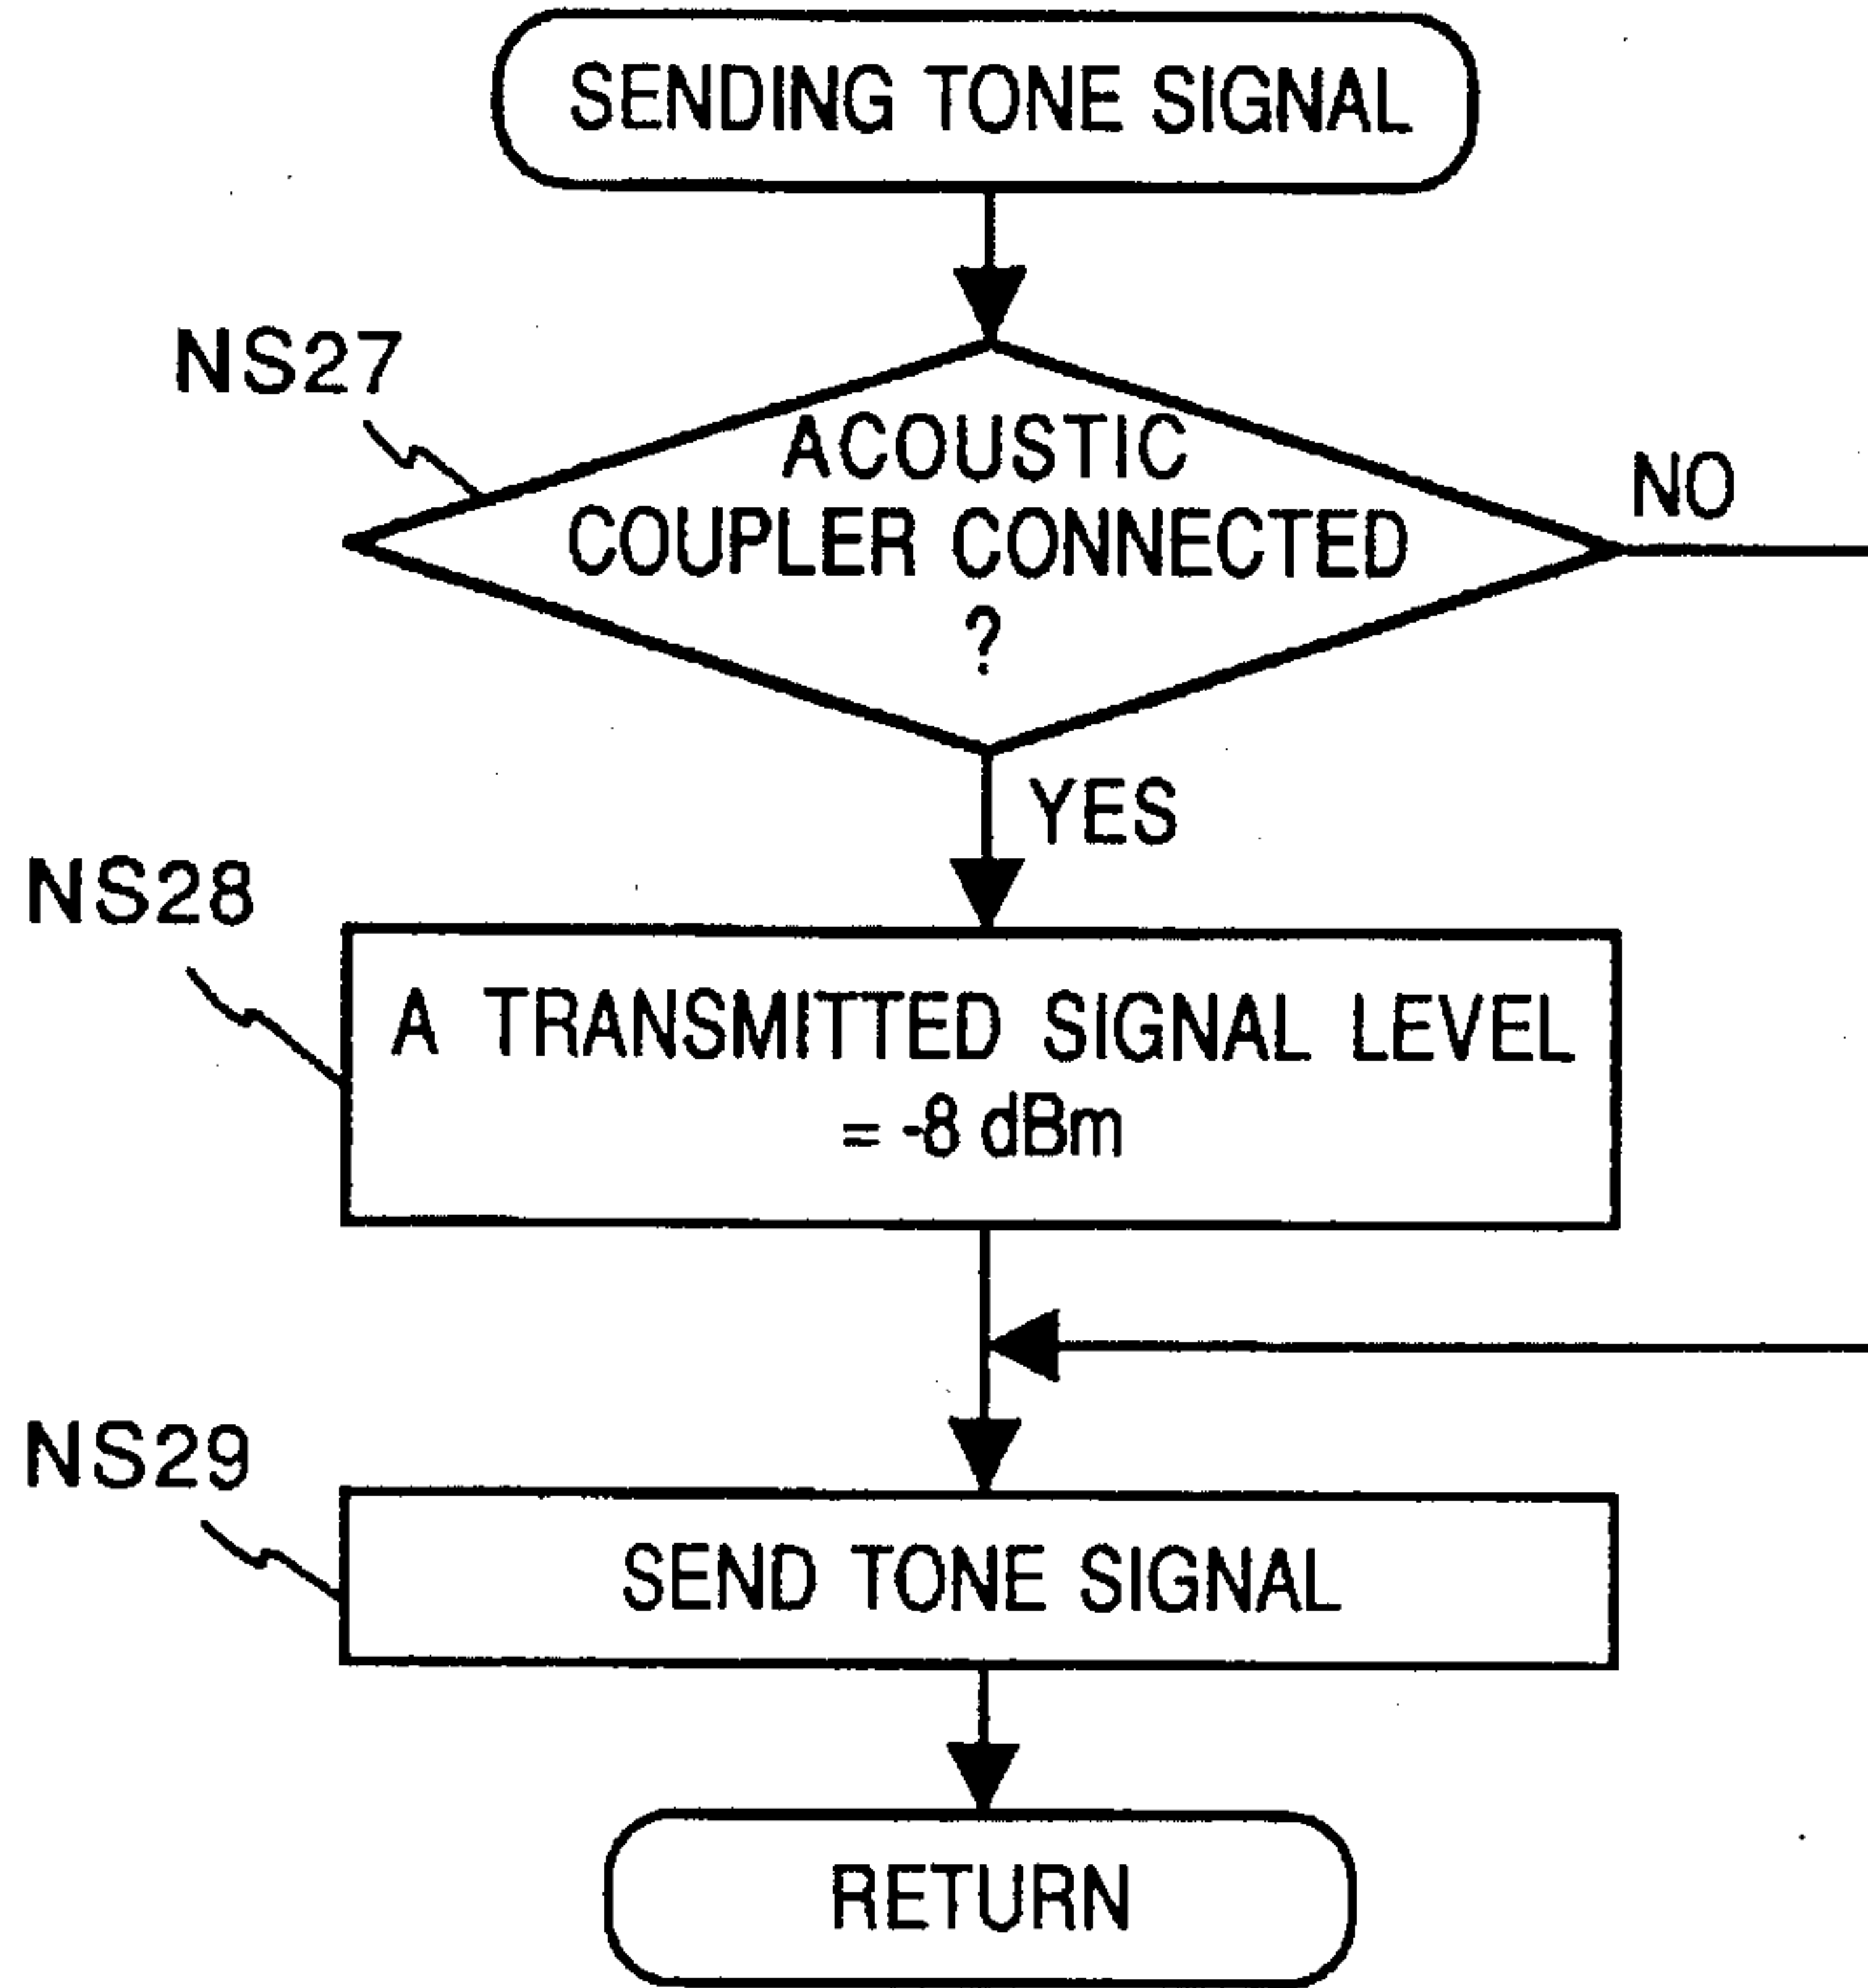 SENDING TONE SIGNAL
NS27
ACOUSTIC
COUPLER CONNECTED
?
NO
YES
NS28
A TRANSMITTED SIGNAL LEVEL
= -8 dBm
NS29
SEND TONE SIGNAL
RETURN